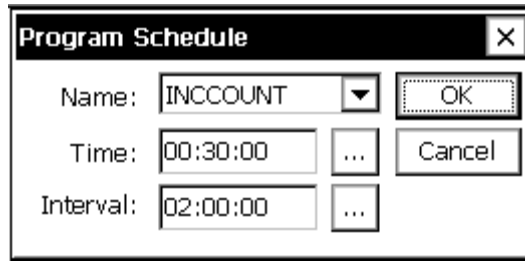 Program Schedule
Name: INCCOUNT OK
Time: 00:30:00 ... Cancel
Interval: 02:00:00 ...